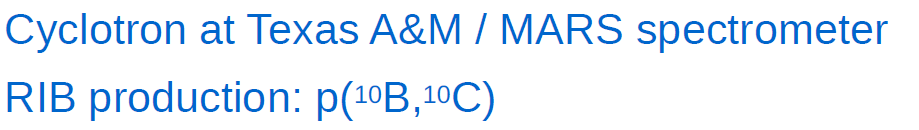 Cyclotron at Texas A&M / MARS spectrometer
RIB production: p(¹⁰B,¹⁰C)